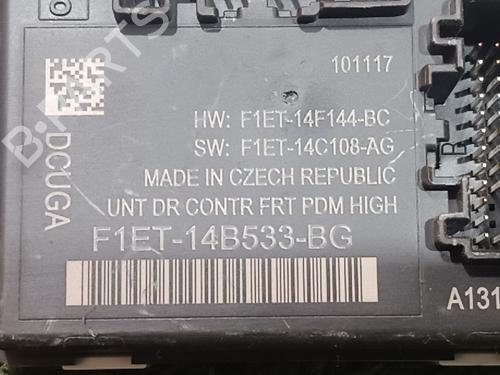 101117
HW: F1ET-14F144-BC
SW: F1ET-14C108-AG
MADE IN CZECH REPUBLIC
UNT DR CONTR FRT PDM HIGH
F1ET-14B533-BG
DCUGA
A131
B-PARTS